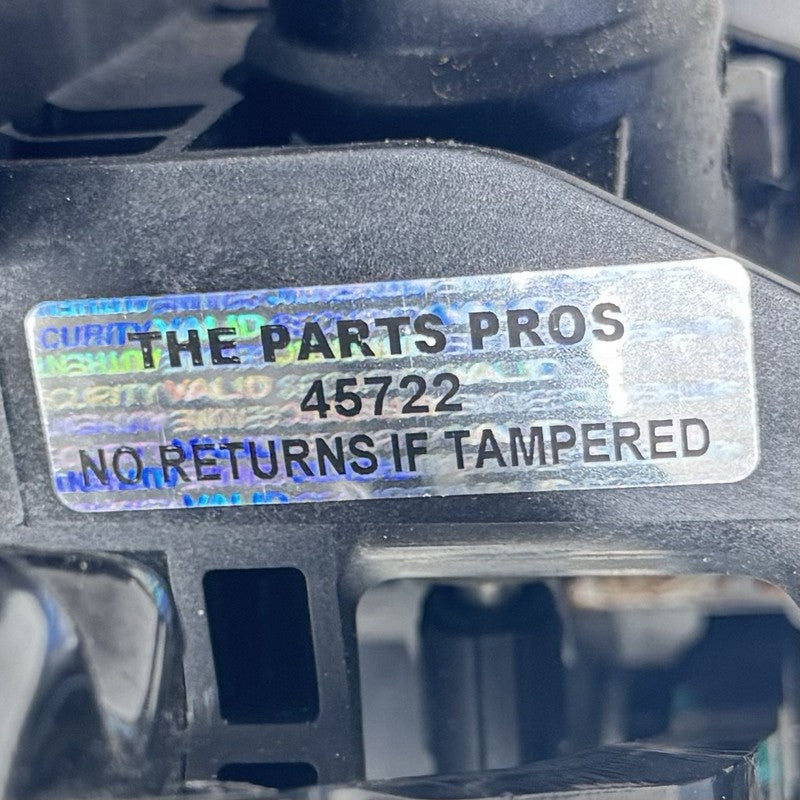 THE PARTS PROS
45722
NO RETURNS IF TAMPERED